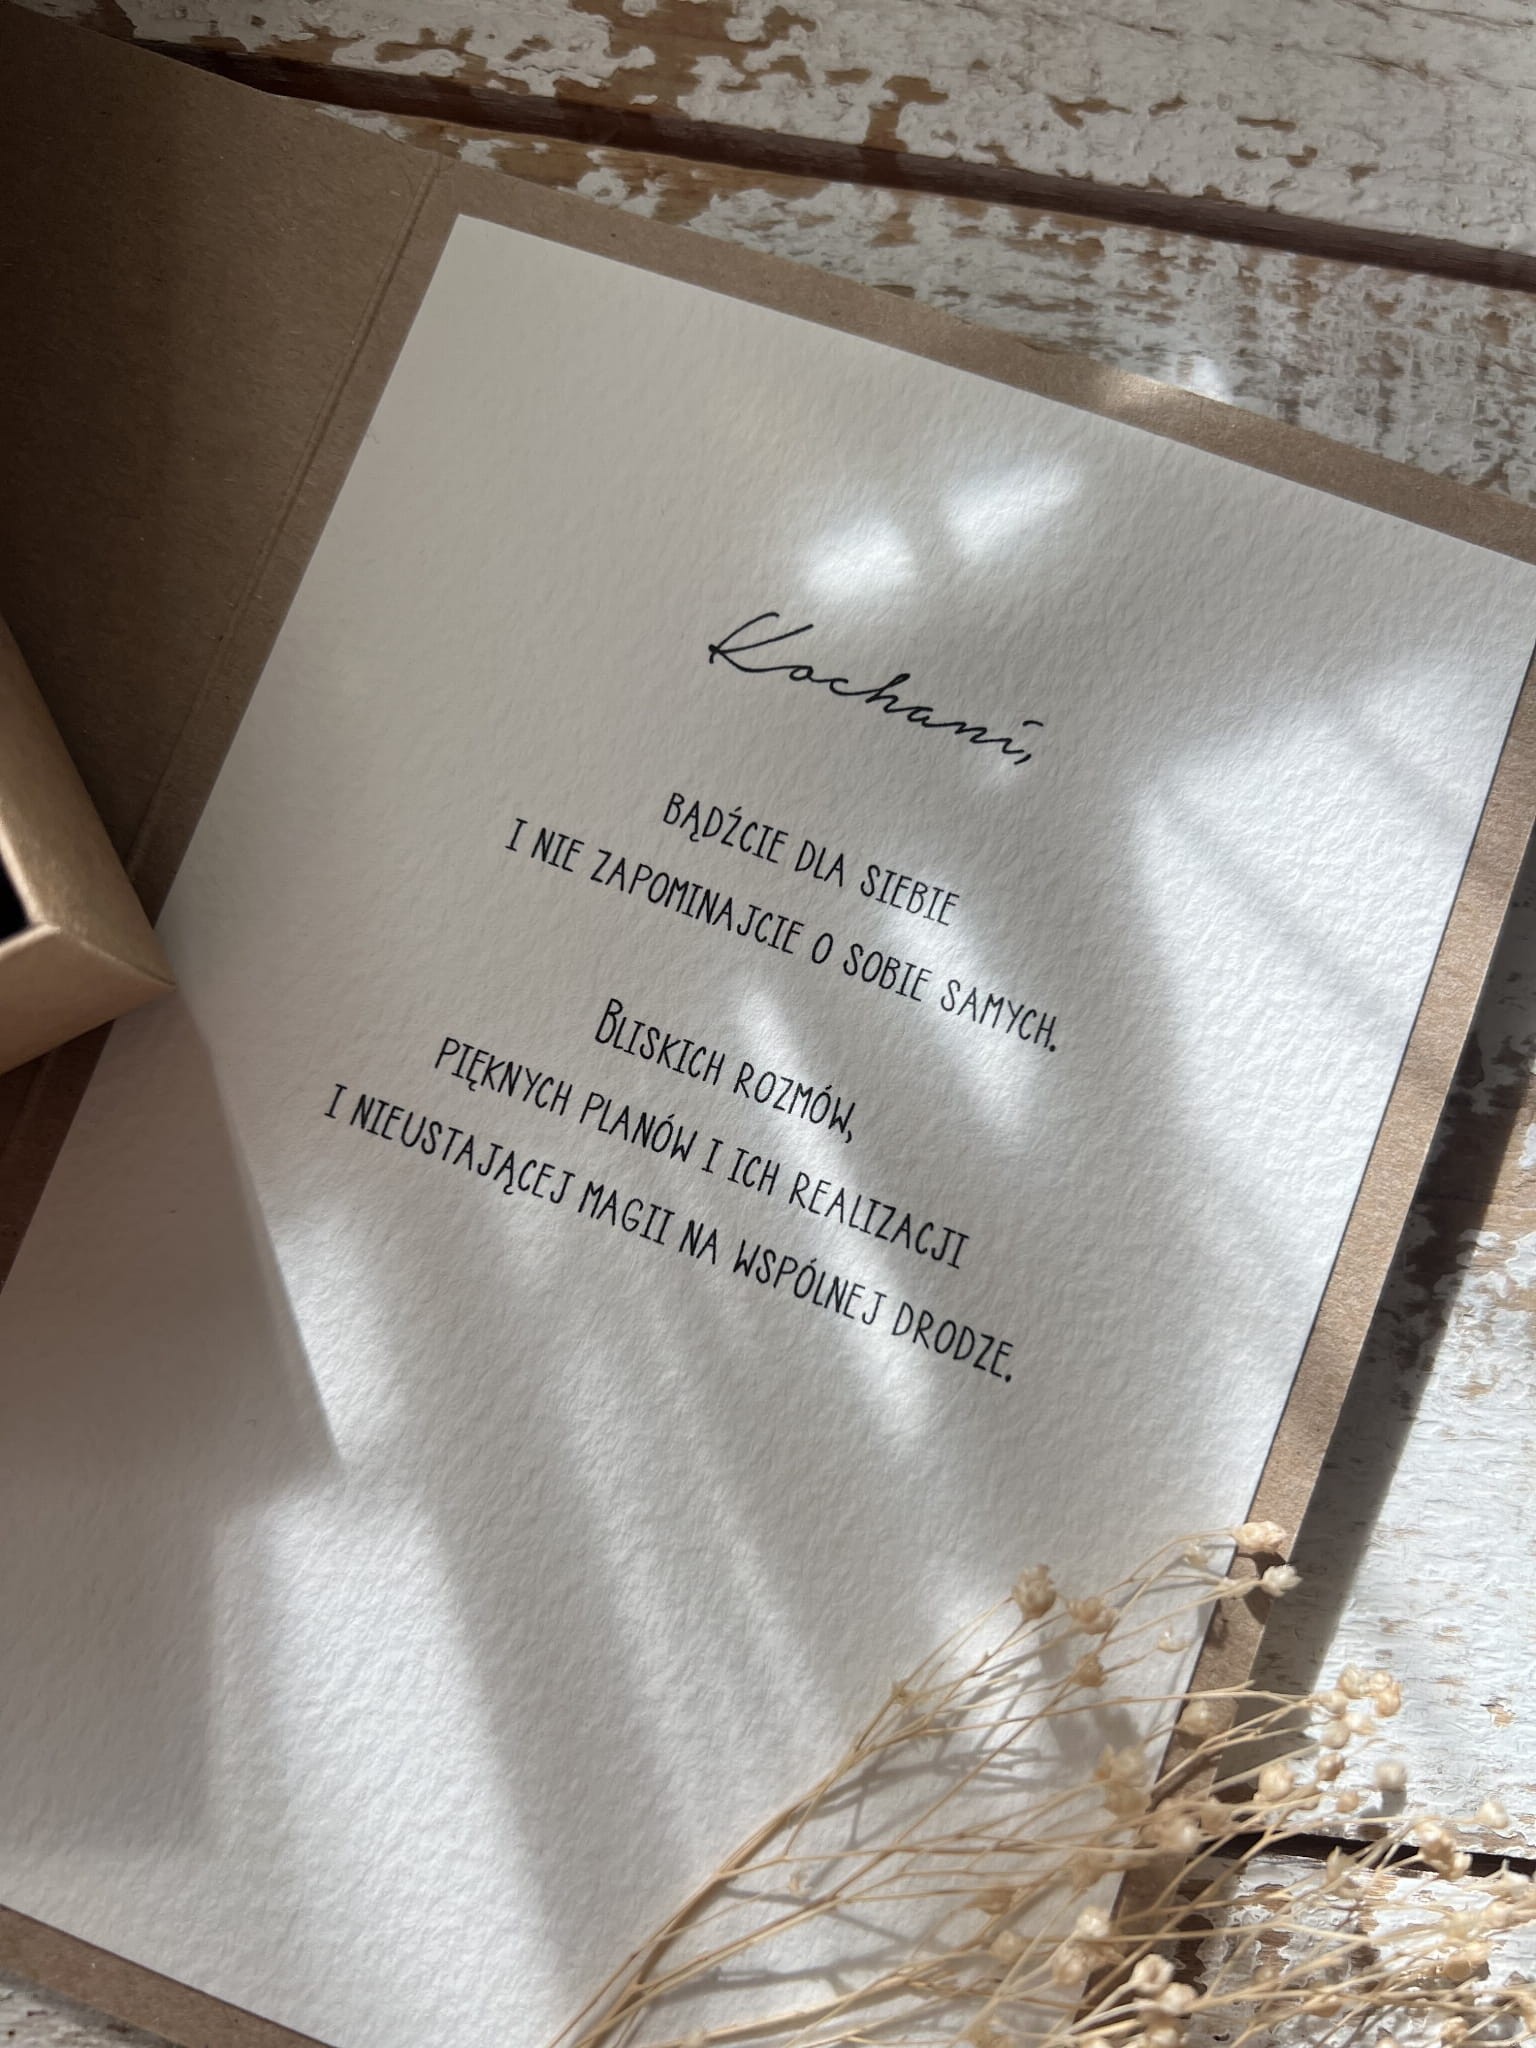 Kochani,
BĄDŹCIE DLA SIEBIE
I NIE ZAPOMINAJCIE O SOBIE SAMYCH.
BLISKICH ROZMÓW,
PIĘKNYCH PLANÓW I ICH REALIZACJI
I NIEUSTAJĄCEJ MAGII NA WSPÓLNEJ DRODZE.